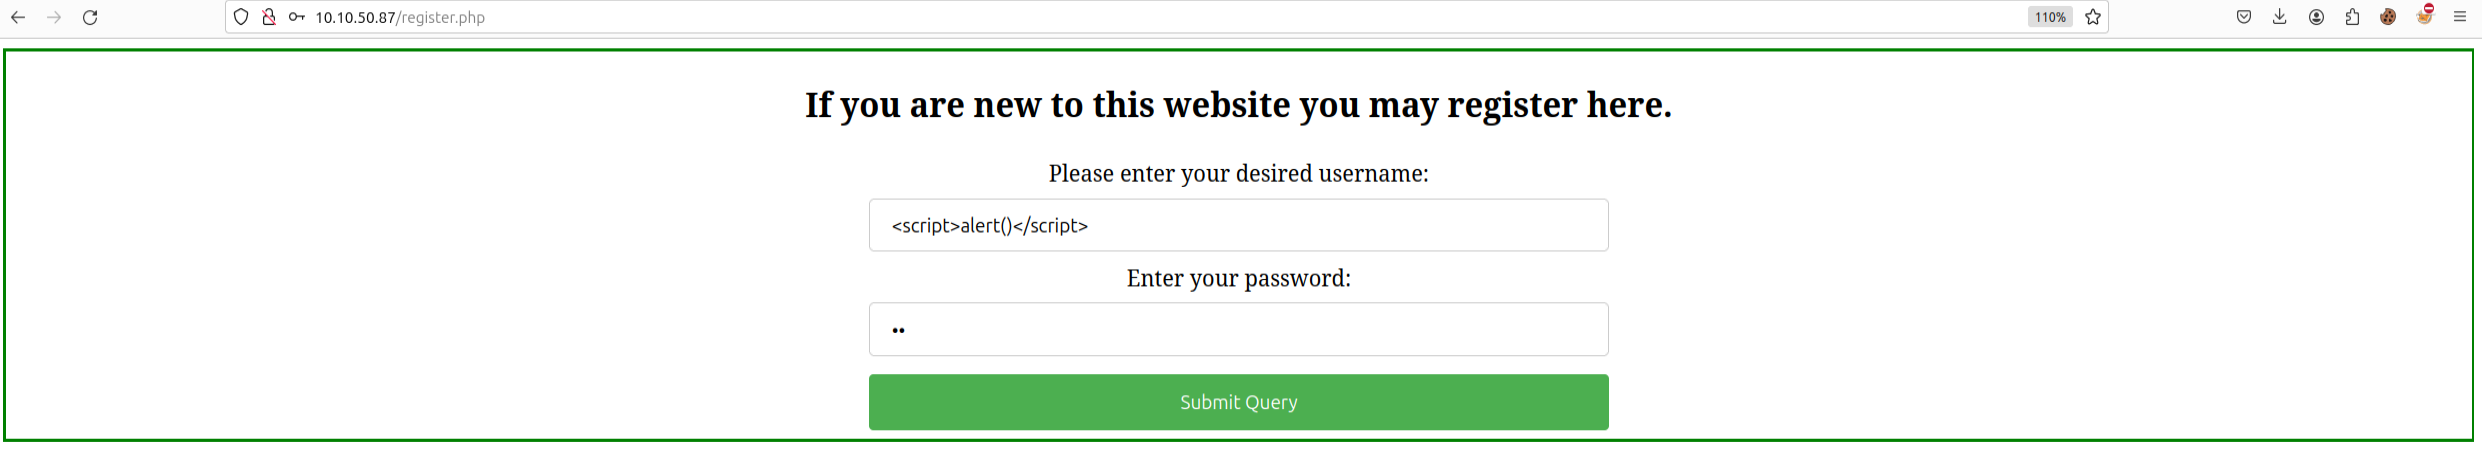 10.10.50.87/register.php 110%
If you are new to this website you may register here.
Please enter your desired username:
<script>alert()</script>
Enter your password:
••
Submit Query